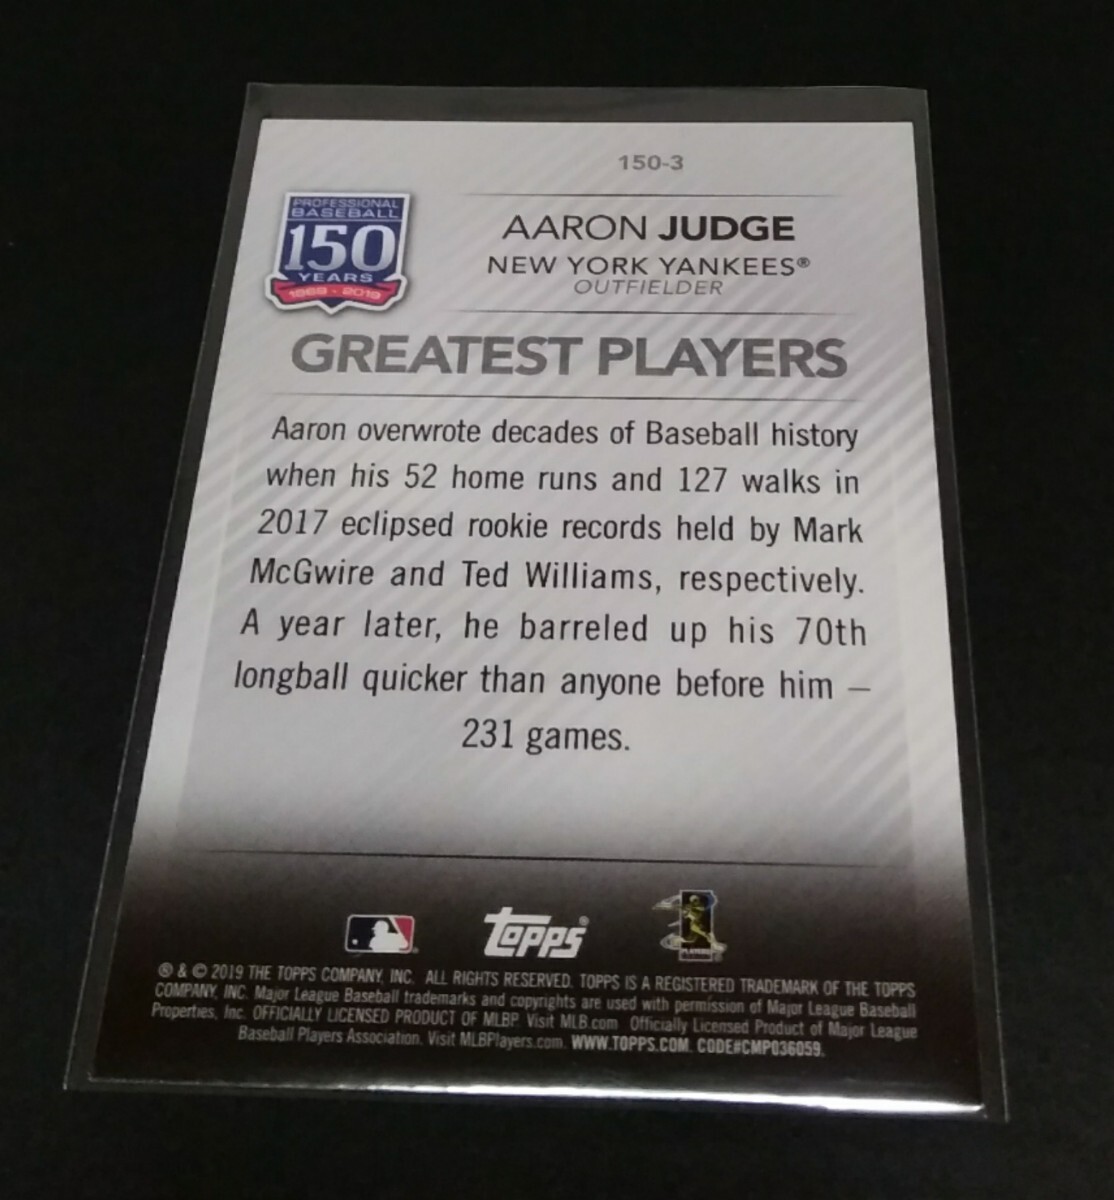 150-3
PROFESSIONAL
BASEBALL
150
YEARS
1869 - 2019
AARON JUDGE
NEW YORK YANKEES®
OUTFIELDER
GREATEST PLAYERS
Aaron overwrote decades of Baseball history
when his 52 home runs and 127 walks in
2017 eclipsed rookie records held by Mark
McGwire and Ted Williams, respectively.
A year later, he barreled up his 70th
longball quicker than anyone before him —
231 games.
Topps®
® & © 2019 THE TOPPS COMPANY, INC. ALL RIGHTS RESERVED. TOPPS IS A REGISTERED TRADEMARK OF THE TOPPS
COMPANY, INC. Major League Baseball trademarks and copyrights are used with permission of Major League Baseball
Properties, Inc. OFFICIALLY LICENSED PRODUCT OF MLBP. Visit MLB.com Officially Licensed Product of Major League
Baseball Players Association. Visit MLBPlayers.com. WWW.TOPPS.COM. CODE#CMP036059.